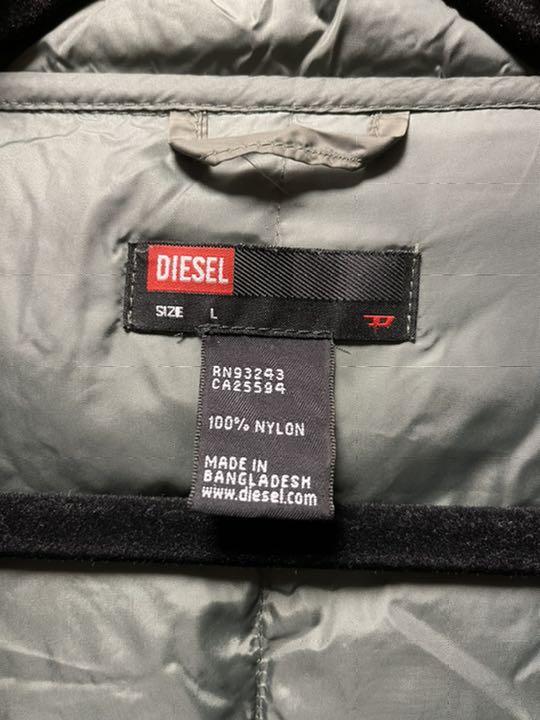 DIESEL
SIZE L
RN93243
CA25594
100% NYLON
MADE IN
BANGLADESH
www.diesel.com